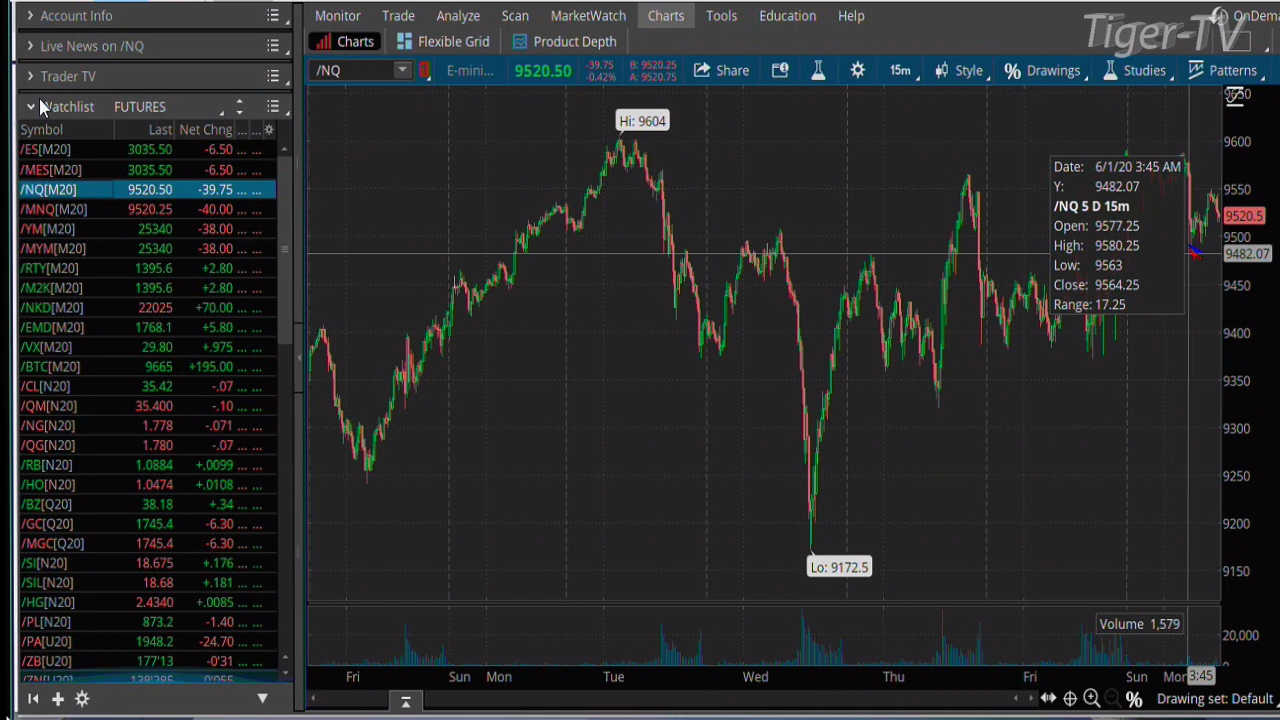 Account Info
Live News on /NQ
Trader TV
Watchlist FUTURES
Symbol Last Net Chng ... ...
/ES[M20] 3035.50 -6.50 ... ...
/MES[M20] 3035.50 -6.50 ... ...
/NQ[M20] 9520.50 -39.75 ... ...
/MNQ[M20] 9520.25 -40.00 ... ...
/YM[M20] 25340 -38.00 ... ...
/MYM[M20] 25340 -38.00 ... ...
/RTY[M20] 1395.6 +2.80 ... ...
/M2K[M20] 1395.6 +2.80 ... ...
/NKD[M20] 22025 +70.00 ... ...
/EMD[M20] 1768.1 +5.80 ... ...
/VX[M20] 29.80 +.975 ... ...
/BTC[M20] 9665 +195.00 ... ...
/CL[N20] 35.42 -.07 ... ...
/QM[N20] 35.400 -.10 ... ...
/NG[N20] 1.778 -.071 ... ...
/QG[N20] 1.780 -.07 ... ...
/RB[N20] 1.0884 +.0099 ... ...
/HO[N20] 1.0474 +.0108 ... ...
/BZ[Q20] 38.18 +.34 ... ...
/GC[Q20] 1745.4 -6.30 ... ...
/MGC[Q20] 1745.4 -6.30 ... ...
/SI[N20] 18.675 +.176 ... ...
/SIL[N20] 18.68 +.181 ... ...
/HG[N20] 2.4340 +.0085 ... ...
/PL[N20] 873.2 -1.40 ... ...
/PA[U20] 1948.2 -24.70 ... ...
/ZB[U20] 177'13 -0'31 ... ...
Monitor Trade Analyze Scan MarketWatch Charts Tools Education Help
OnDem
Tiger-TV
Charts Flexible Grid Product Depth
/NQ E-mini... 9520.50 -39.75 B: 9520.25 Share 15m Style Drawings Studies Patterns
-0.42% A: 9520.75
9650
9600
9550
9520.5
9500
9482.07
9450
9400
9350
9300
9250
9200
9150
Hi: 9604
Lo: 9172.5
Date: 6/1/20 3:45 AM
Y: 9482.07
/NQ 5 D 15m
Open: 9577.25
High: 9580.25
Low: 9563
Close: 9564.25
Range: 17.25
Volume 1,579
20,000
Fri Sun Mon Tue Wed Thu Fri Sun Mon 3:45
Drawing set: Default